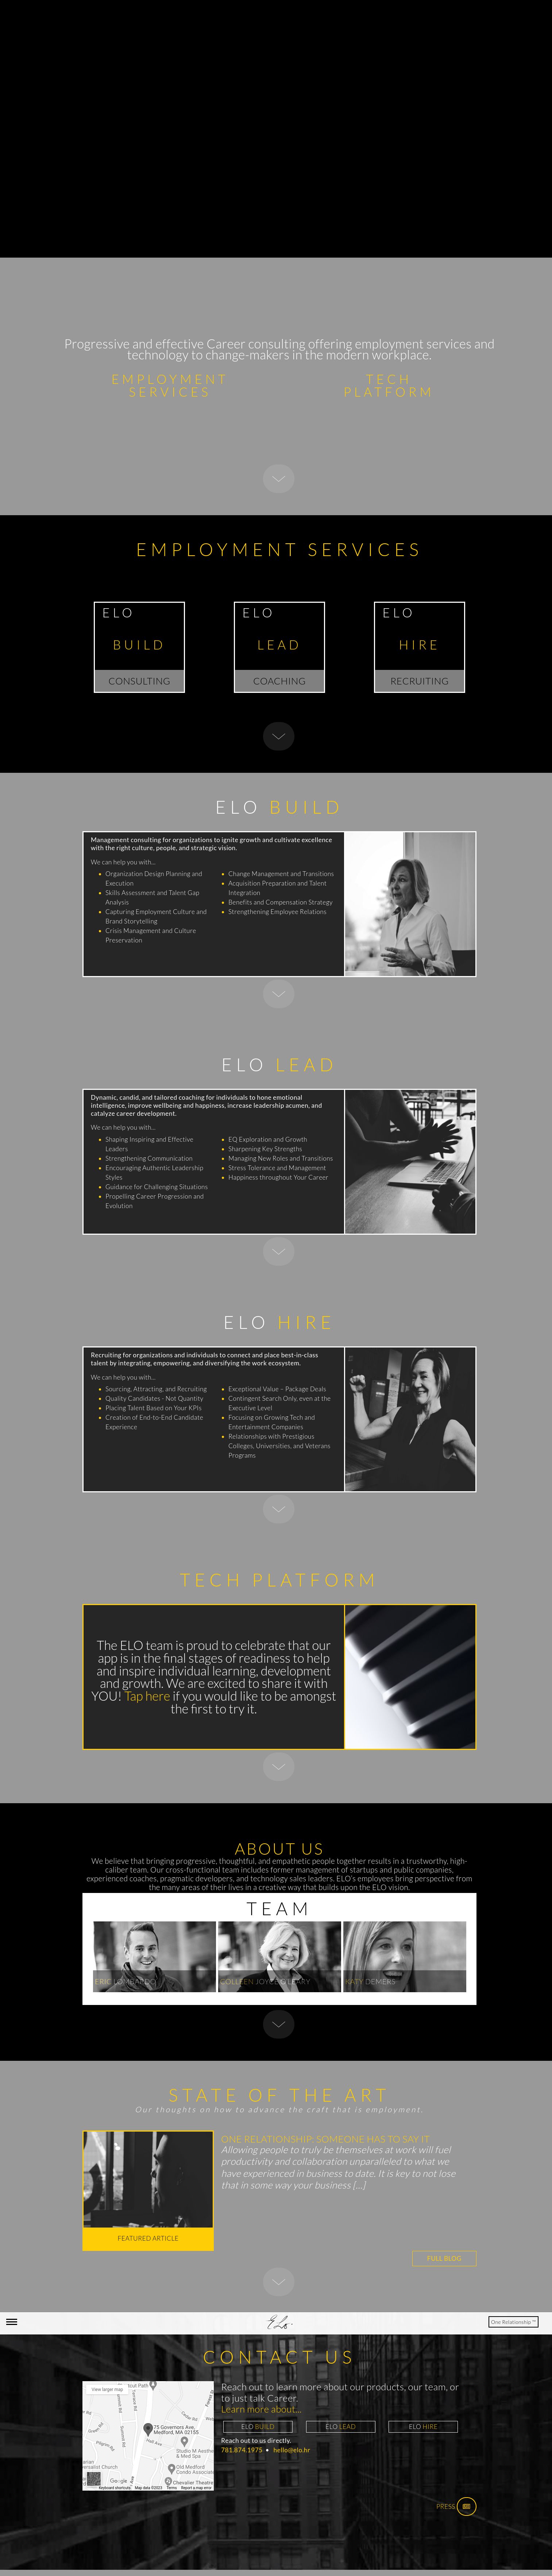 Progressive and effective Career consulting offering employment services and
technology to change-makers in the modern workplace.
EMPLOYMENT
SERVICES
TECH
PLATFORM
EMPLOYMENT SERVICES
ELO
BUILD
CONSULTING
ELO
LEAD
COACHING
ELO
HIRE
RECRUITING
ELO BUILD
Management consulting for organizations to ignite growth and cultivate excellence
with the right culture, people, and strategic vision.
We can help you with...
Organization Design Planning and
Execution
Skills Assessment and Talent Gap
Analysis
Capturing Employment Culture and
Brand Storytelling
Crisis Management and Culture
Preservation
Change Management and Transitions
Acquisition Preparation and Talent
Integration
Benefits and Compensation Strategy
Strengthening Employee Relations
ELO LEAD
Dynamic, candid, and tailored coaching for individuals to hone emotional
intelligence, improve wellbeing and happiness, increase leadership acumen, and
catalyze career development.
We can help you with...
Shaping Inspiring and Effective
Leaders
Strengthening Communication
Encouraging Authentic Leadership
Styles
Guidance for Challenging Situations
Propelling Career Progression and
Evolution
EQ Exploration and Growth
Sharpening Key Strengths
Managing New Roles and Transitions
Stress Tolerance and Management
Happiness throughout Your Career
ELO HIRE
Recruiting for organizations and individuals to connect and place best-in-class
talent by integrating, empowering, and diversifying the work ecosystem.
We can help you with...
Sourcing, Attracting, and Recruiting
Quality Candidates - Not Quantity
Placing Talent Based on Your KPIs
Creation of End-to-End Candidate
Experience
Exceptional Value – Package Deals
Contingent Search Only, even at the
Executive Level
Focusing on Growing Tech and
Entertainment Companies
Relationships with Prestigious
Colleges, Universities, and Veterans
Programs
TECH PLATFORM
The ELO team is proud to celebrate that our
app is in the final stages of readiness to help
and inspire individual learning, development
and growth. We are excited to share it with
YOU! Tap here if you would like to be amongst
the first to try it.
ABOUT US
We believe that bringing progressive, thoughtful, and empathetic people together results in a trustworthy, high-
caliber team. Our cross-functional team includes former management of startups and public companies,
experienced coaches, pragmatic developers, and technology sales leaders. ELO's employees bring perspective from
the many areas of their lives in a creative way that builds upon the ELO vision.
TEAM
ERIC LOMBARDO
COLLEEN JOYCE O'LEARY
KATY DEMERS
STATE OF THE ART
Our thoughts on how to advance the craft that is employment.
FEATURED ARTICLE
ONE RELATIONSHIP: SOMEONE HAS TO SAY IT
Allowing people to truly be themselves at work will fuel
productivity and collaboration unparalleled to what we
have experienced in business to date. It is key to not lose
that in some way your business [...]
FULL BLOG
ELO.
One Relationship ™
CONTACT US
View larger map
75 Governors Ave,
Medford, MA 02155
Studio M Aesthe
& Med Spa
Old Medford
Condo Associati
Chevalier Theatre
Google
Keyboard shortcuts
Map data ©2023
Terms
Report a map error
Reach out to learn more about our products, our team, or
to just talk Career.
Learn more about...
ELO BUILD
ELO LEAD
ELO HIRE
Reach out to us directly.
781.874.1975 • hello@elo.hr
PRESS